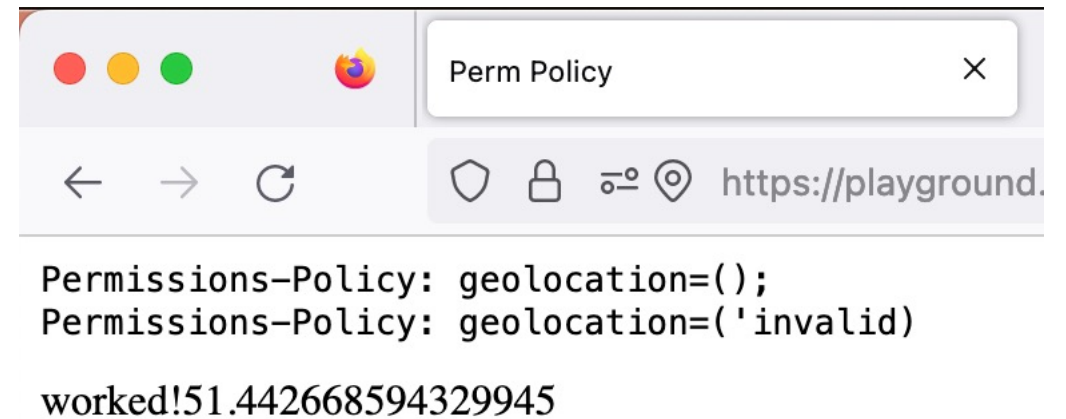 Perm Policy
https://playground.
Permissions-Policy: geolocation=();
Permissions-Policy: geolocation=('invalid)
worked!51.442668594329945